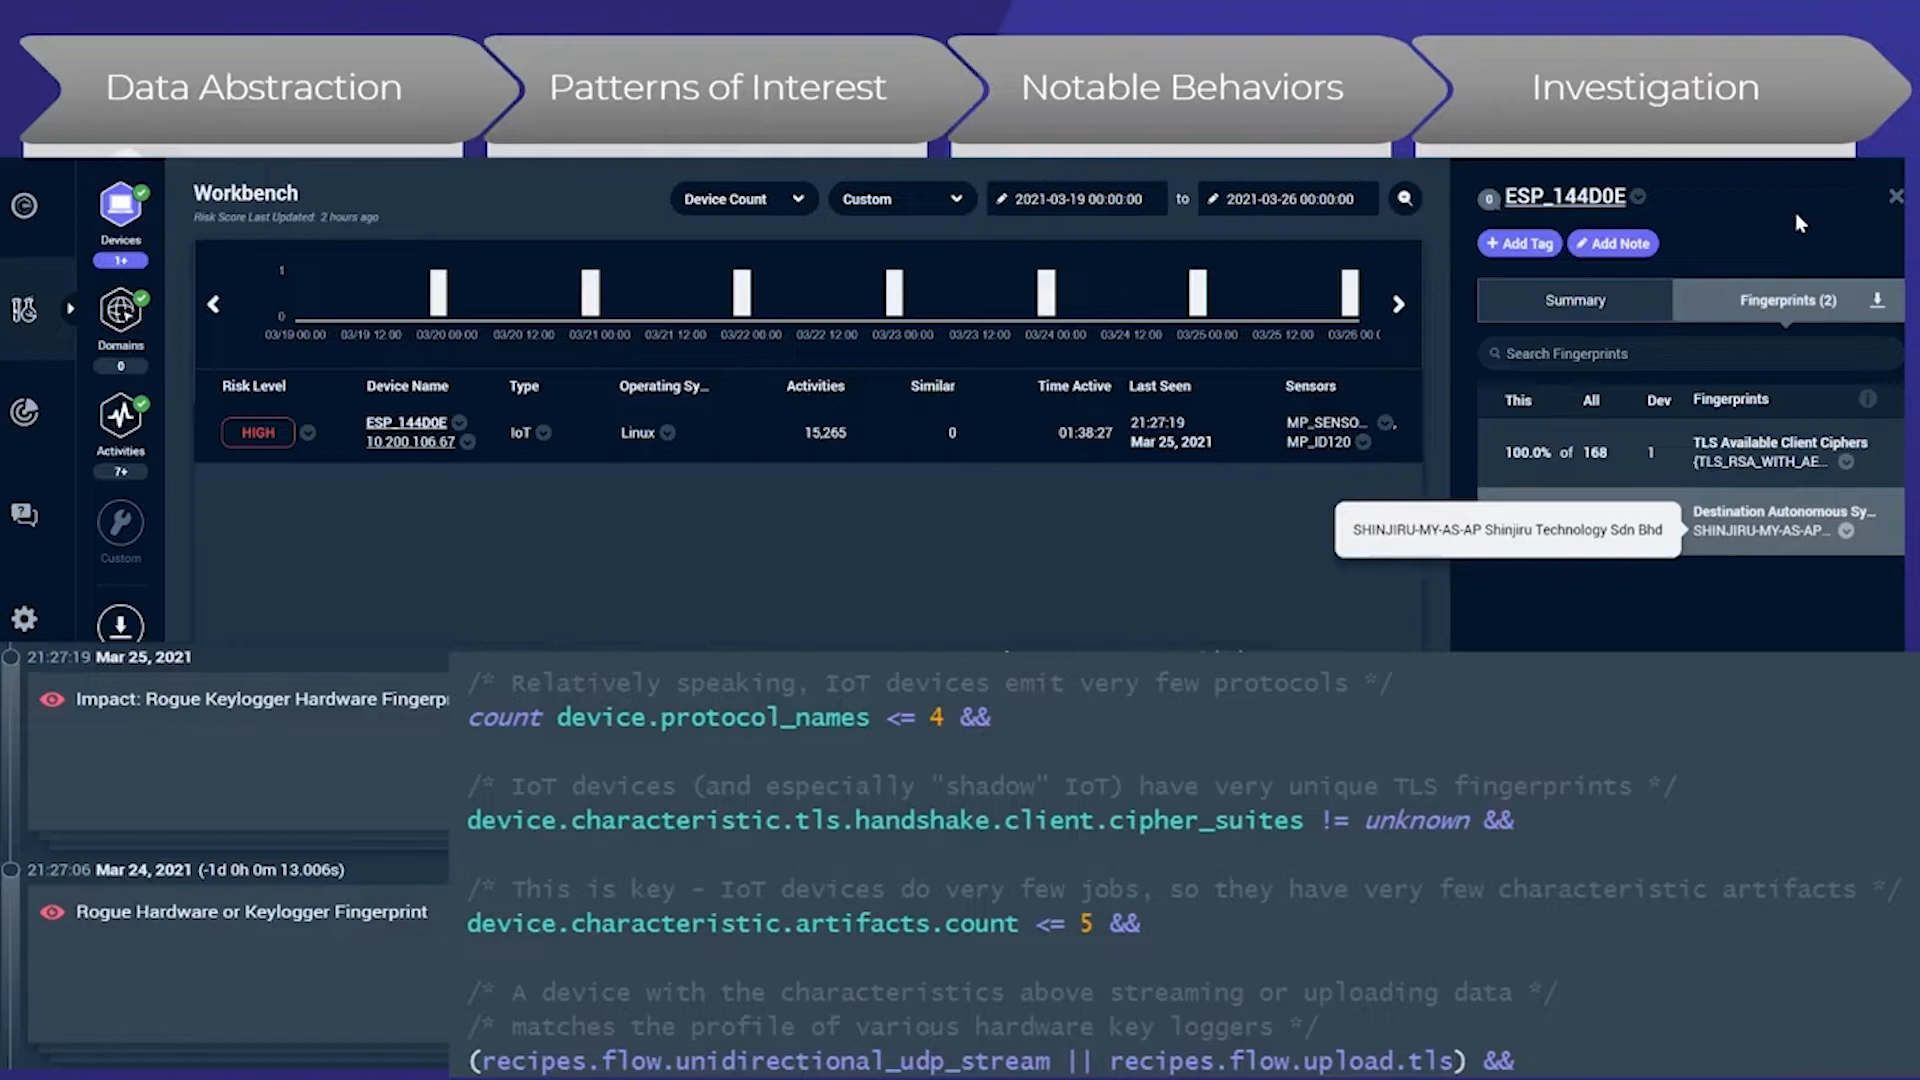 Data Abstraction
Patterns of Interest
Notable Behaviors
Investigation
Workbench
Risk Score Last Updated: 2 hours ago
Device Count
Custom
2021-03-19 00:00:00
to
2021-03-26 00:00:00
Devices
1+
Domains
0
Activities
7+
Custom
1
0
03/19 00:00
03/19 12:00
03/20 00:00
03/20 12:00
03/21 00:00
03/21 12:00
03/22 00:00
03/22 12:00
03/23 00:00
03/23 12:00
03/24 00:00
03/24 12:00
03/25 00:00
03/25 12:00
03/26 00:(
Risk Level
Device Name
Type
Operating Sy...
Activities
Similar
Time Active
Last Seen
Sensors
HIGH
ESP_144D0E
10.200.106.67
IoT
Linux
15,265
0
01:38:27
21:27:19
Mar 25, 2021
MP_SENSO... ,
MP_ID120
0 ESP_144D0E
+ Add Tag
Add Note
Summary
Fingerprints (2)
Search Fingerprints
This
All
Dev
Fingerprints
100.0% of 168
1
TLS Available Client Ciphers
{TLS_RSA_WITH_AE...
Destination Autonomous Sy...
SHINJIRU-MY-AS-AP...
SHINJIRU-MY-AS-AP Shinjiru Technology Sdn Bhd
21:27:19 Mar 25, 2021
Impact: Rogue Keylogger Hardware Fingerp
21:27:06 Mar 24, 2021 (-1d 0h 0m 13.006s)
Rogue Hardware or Keylogger Fingerprint
/* Relatively speaking, IoT devices emit very few protocols */
count device.protocol_names <= 4 &&
/* IoT devices (and especially "shadow" IoT) have very unique TLS fingerprints */
device.characteristic.tls.handshake.client.cipher_suites != unknown &&
/* This is key - IoT devices do very few jobs, so they have very few characteristic artifacts */
device.characteristic.artifacts.count <= 5 &&
/* A device with the characteristics above streaming or uploading data */
/* matches the profile of various hardware key loggers */
(recipes.flow.unidirectional_udp_stream || recipes.flow.upload.tls) &&